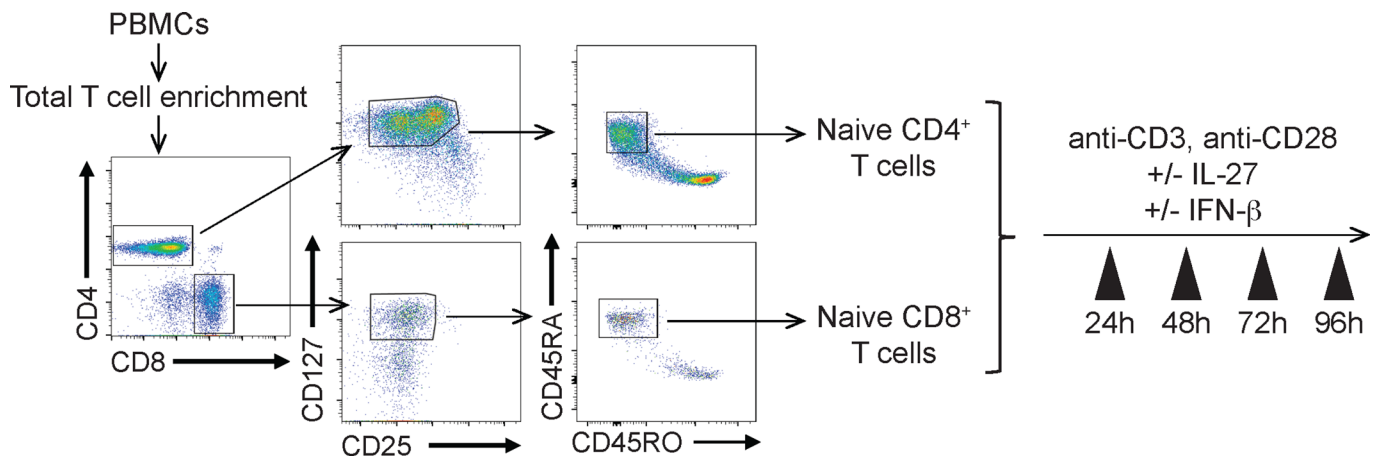 PBMCs
Total T cell enrichment
CD4
CD8
CD127
CD25
CD45RA
CD45RO
Naive CD4⁺
T cells
Naive CD8⁺
T cells
anti-CD3, anti-CD28
+/- IL-27
+/- IFN-β
24h 48h 72h 96h